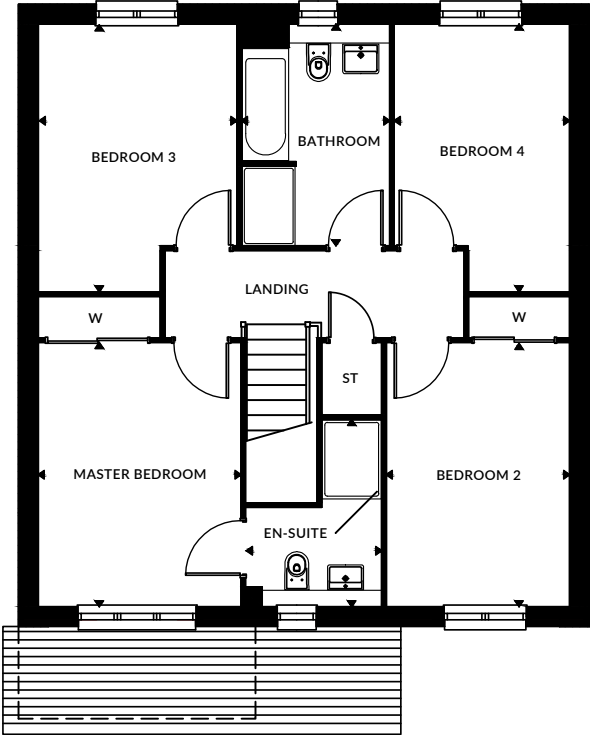 BATHROOM
BEDROOM 3
BEDROOM 4
LANDING
W
W
ST
MASTER BEDROOM
BEDROOM 2
EN-SUITE